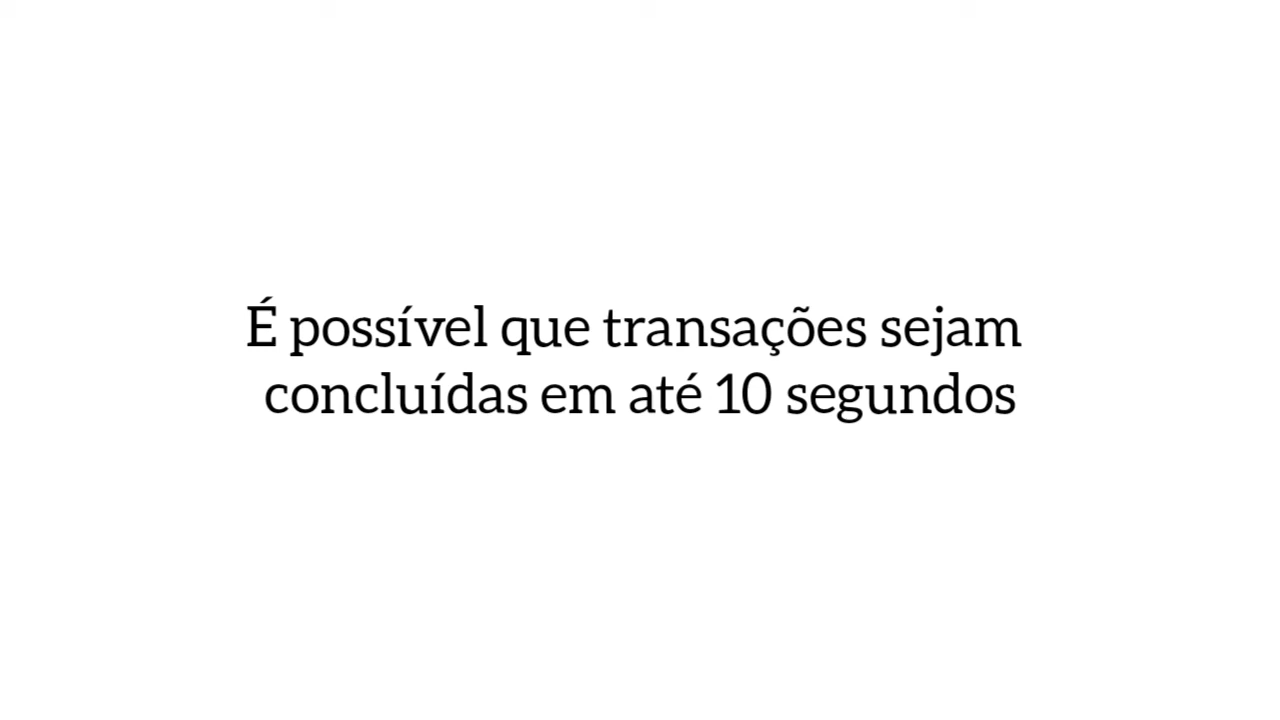 É possível que transações sejam
concluídas em até 10 segundos